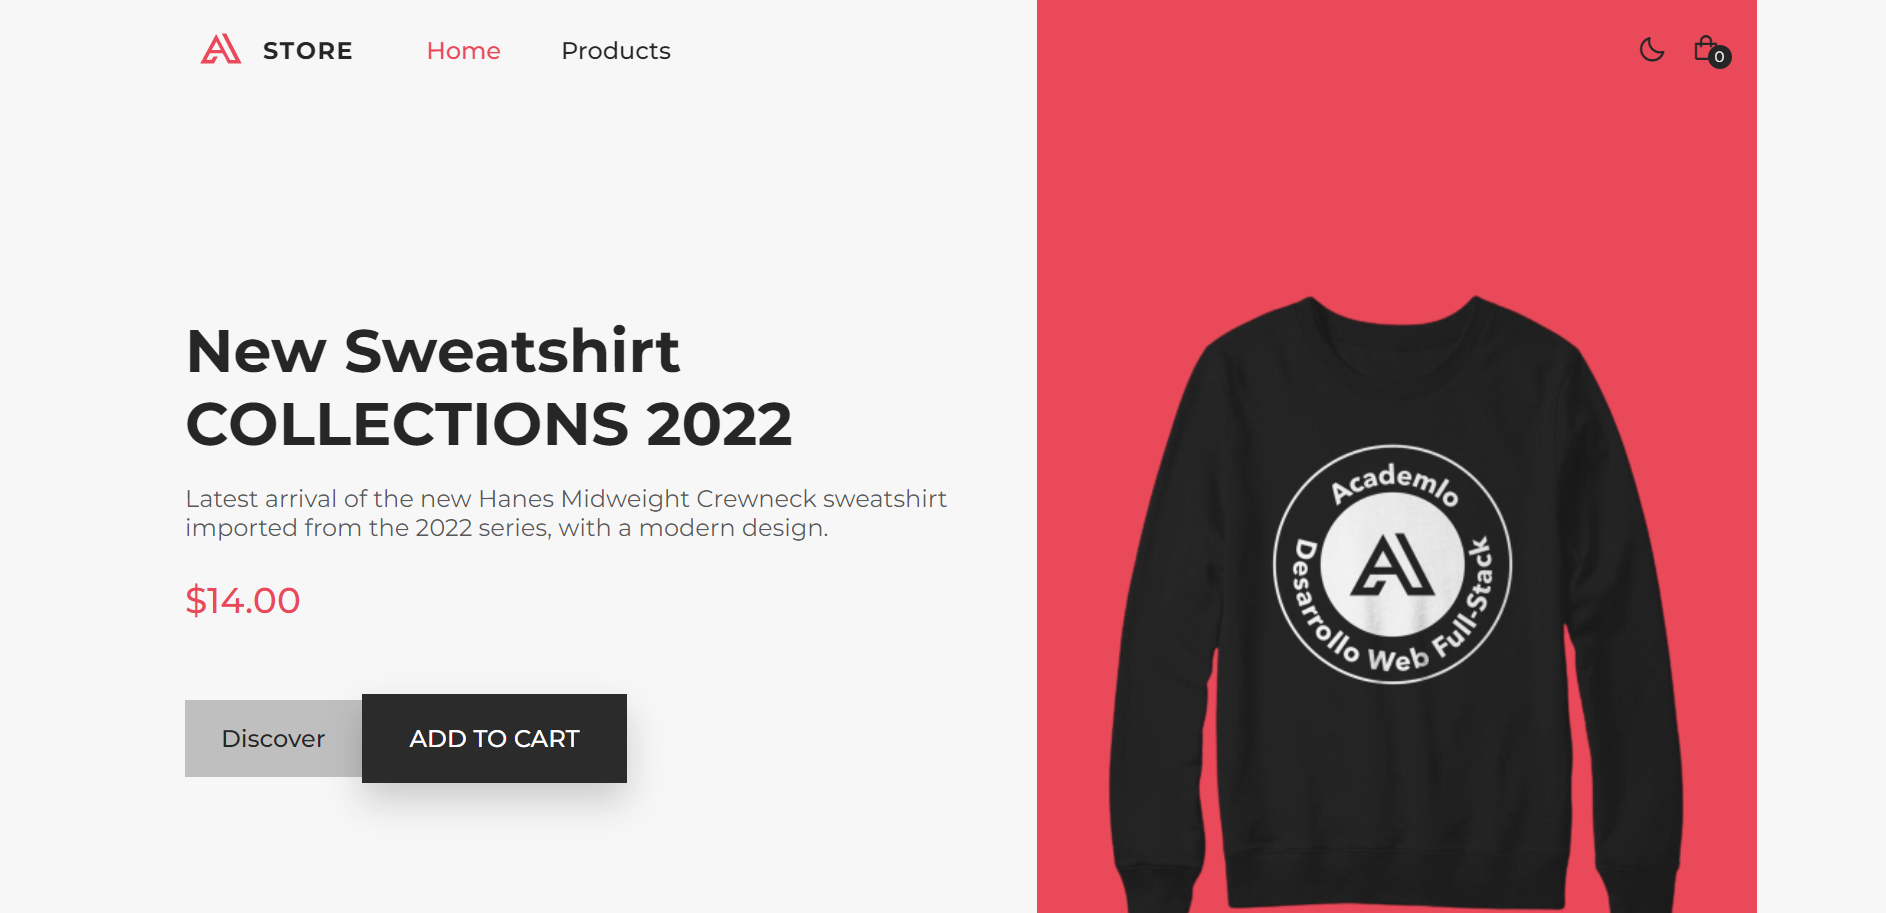 STORE
Home
Products
0
New Sweatshirt
COLLECTIONS 2022
Latest arrival of the new Hanes Midweight Crewneck sweatshirt
imported from the 2022 series, with a modern design.
$14.00
Discover
ADD TO CART
Academlo
Desarrollo Web Full-Stack